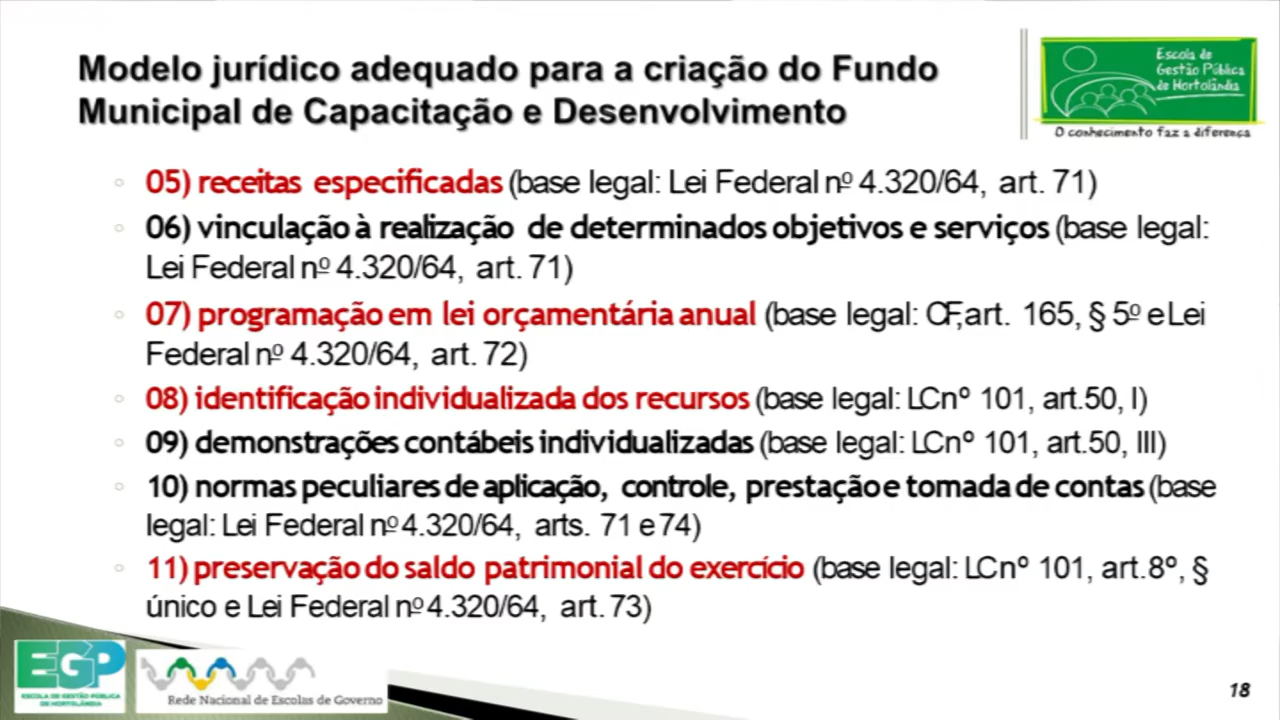 Modelo jurídico adequado para a criação do Fundo
Municipal de Capacitação e Desenvolvimento
Escola de
Gestão Pública
de Hortolândia
O conhecimento faz a diferença
05) receitas especificadas (base legal: Lei Federal nº 4.320/64, art. 71)
06) vinculação à realização de determinados objetivos e serviços (base legal:
Lei Federal nº 4.320/64, art. 71)
07) programação em lei orçamentária anual (base legal: CF,art. 165, § 5º e Lei
Federal nº 4.320/64, art. 72)
08) identificação individualizada dos recursos (base legal: LC nº 101, art.50, I)
09) demonstrações contábeis individualizadas (base legal: LC nº 101, art.50, III)
10) normas peculiares de aplicação, controle, prestação e tomada de contas (base
legal: Lei Federal nº 4.320/64, arts. 71 e 74)
11) preservação do saldo patrimonial do exercício (base legal: LC nº 101, art.8º, §
único e Lei Federal nº 4.320/64, art. 73)
EGP
ESCOLA DE GESTÃO PÚBLICA
DE HORTOLÂNDIA
Rede Nacional de Escolas de Governo
18